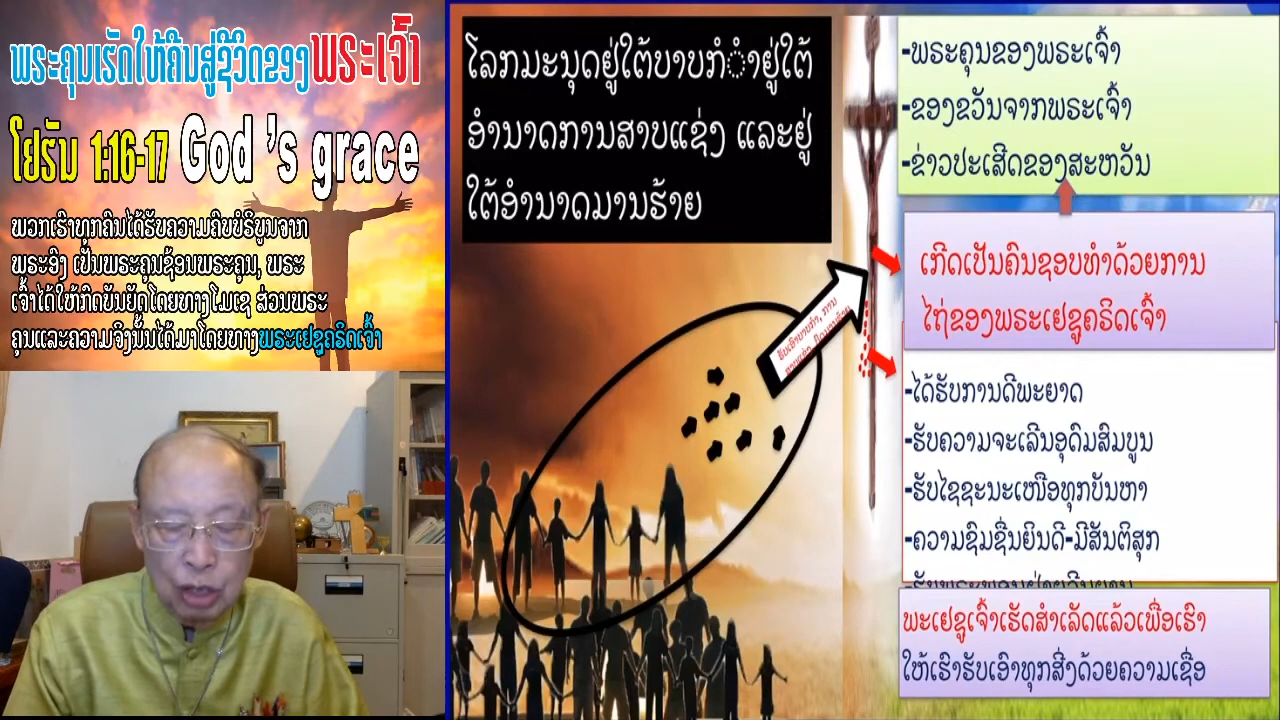 ພຣະຄຸນເຮັດໃຫ້ຄືນສູ່ຊີວິດຂອງພຣະເຈົ້າ
ໂຢຮັນ 1:16-17 God 's grace
ພວກເຮົາທຸກຄົນໄດ້ຮັບຄວາມຄົບບໍຣິບູນຈາກ
ພຣະອົງ ເປັນພຣະຄຸນຊ້ອນພຣະຄຸນ, ພຣະ
ເຈົ້າໄດ້ໃຫ້ກົດບັນຍັດໂດຍທາງໂມເຊ ສ່ວນພຣະ
ຄຸນແລະຄວາມຈິງນັ້ນໄດ້ມາໂດຍທາງພຣະເຢຊູຄຣິດເຈົ້າ
ໂລກມະນຸດຢູ່ໃຕ້ບາບກໍ່ຳຢູ່ໃຕ້
ອຳນາດການສາບແຊ່ງ ແລະຢູ່
ໃຕ້ອຳນາດມານຮ້າຍ
-ພຣະຄຸນຂອງພຣະເຈົ້າ
-ຂອງຂວັນຈາກພຣະເຈົ້າ
-ຂ່າວປະເສີດຂອງສະຫວັນ
ເກີດເປັນຄົນຊອບທຳດ້ວຍການ
ໄຖ່ຂອງພຣະເຢຊູຄຣິດເຈົ້າ
-ໄດ້ຮັບການດີພະຍາດ
-ຮັບຄວາມຈະເລີນອຸດົມສົມບູນ
-ຮັບໄຊຊະນະເໜືອທຸກບັນຫາ
-ຄວາມຊົມຊື່ນຍິນດີ-ມີສັນຕິສຸກ
ພະເຢຊູເຈົ້າເຮັດສຳເລັດແລ້ວເພື່ອເຮົາ
ໃຫ້ເຮົາຮັບເອົາທຸກສິ່ງດ້ວຍຄວາມເຊື່ອ